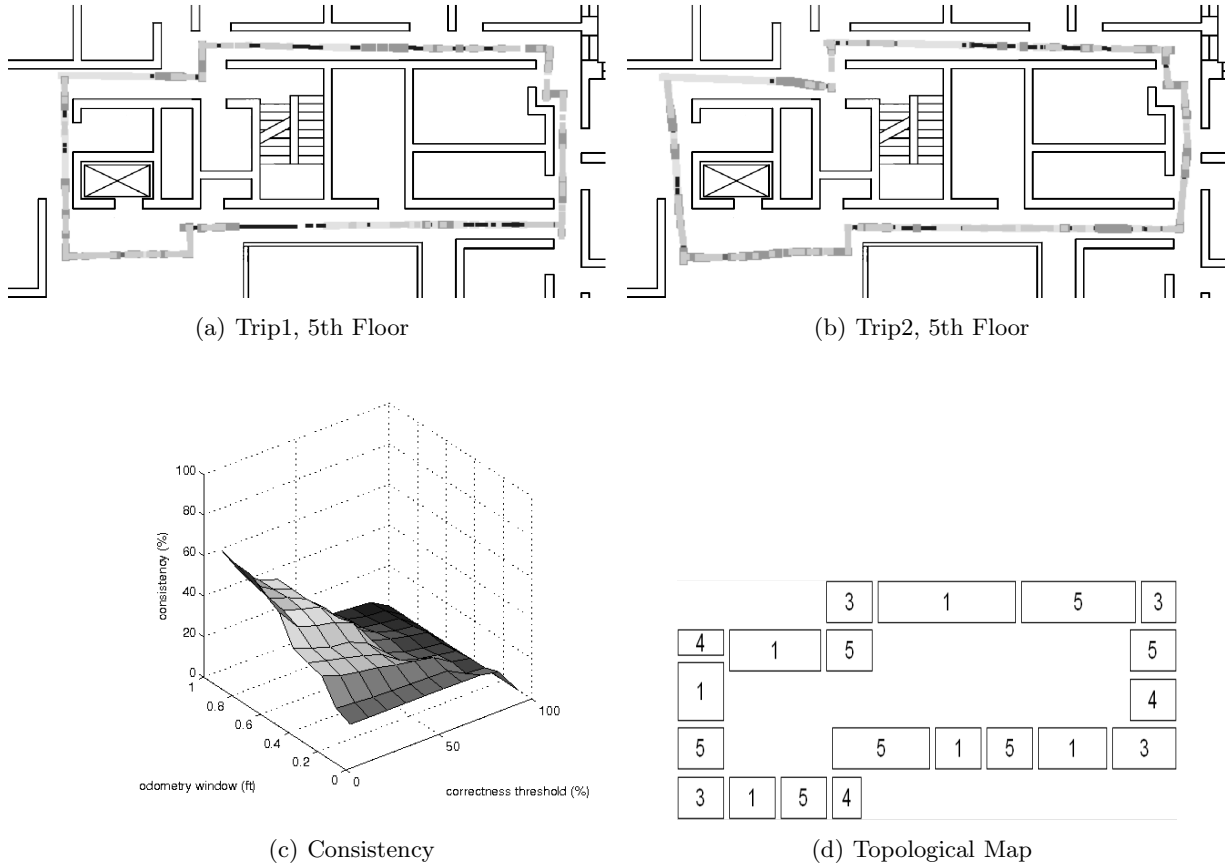 (a) Trip1, 5th Floor
(b) Trip2, 5th Floor
100
80
60
40
20
0
consistency (%)
1
0.8
0.6
0.4
0.2
0
odometry window (ft)
0
50
100
correctness threshold (%)
(c) Consistency
3 1 5 3
4 1 5 5
1 4
5 5 1 5 1 3
3 1 5 4
(d) Topological Map